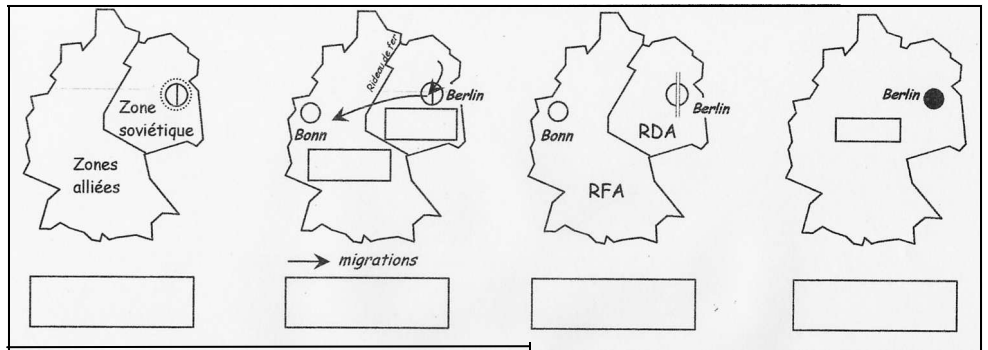 Zone
soviétique
Zones
alliées
Rideau de fer
Berlin
Bonn
migrations
Bonn
Berlin
RDA
RFA
Berlin